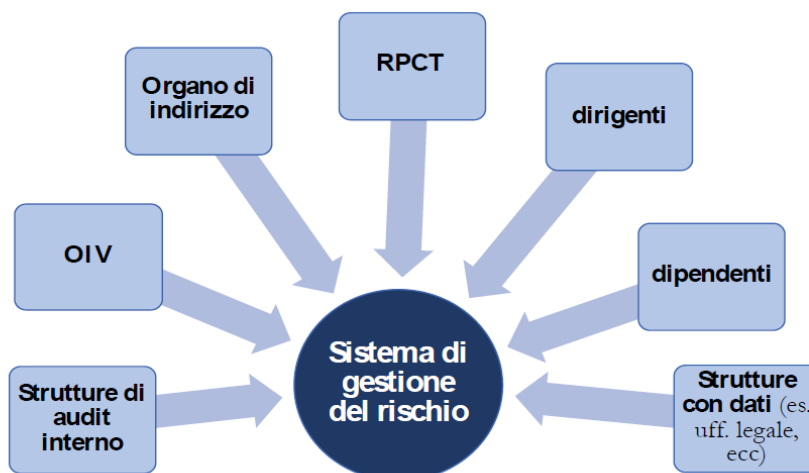 RPCT
Organo di
indirizzo
dirigenti
OIV
dipendenti
Sistema di
gestione
del rischio
Strutture di
audit
interno
Strutture
con dati (es.
uff. legale,
ecc)